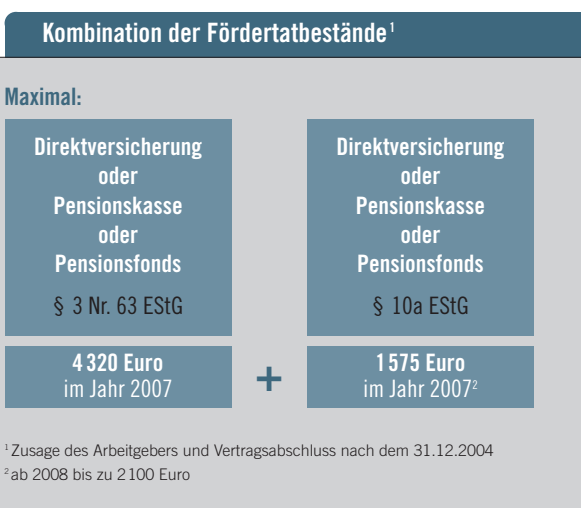 Kombination der Fördertatbestände¹
Maximal:
Direktversicherung
oder
Pensionskasse
oder
Pensionsfonds
§ 3 Nr. 63 EStG
4 320 Euro
im Jahr 2007
+
Direktversicherung
oder
Pensionskasse
oder
Pensionsfonds
§ 10a EStG
1 575 Euro
im Jahr 2007²
¹ Zusage des Arbeitgebers und Vertragsabschluss nach dem 31.12.2004
² ab 2008 bis zu 2 100 Euro